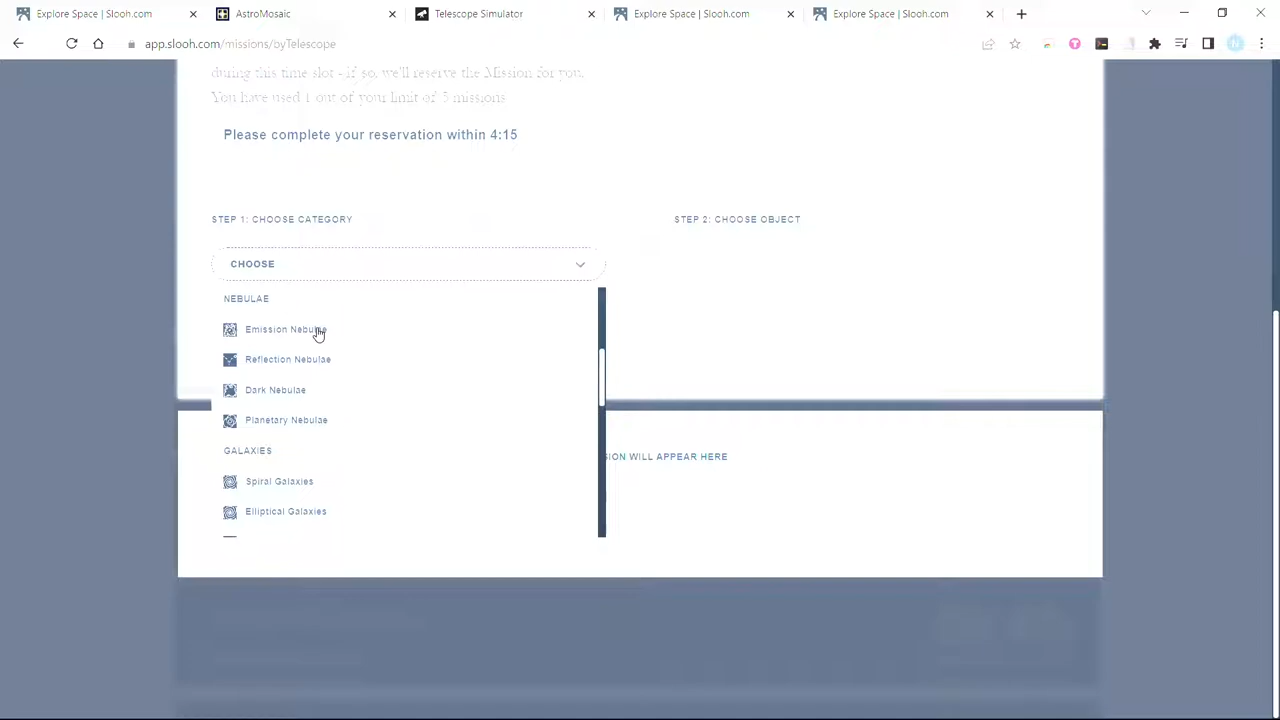 Explore Space | Slooh.com
AstroMosaic
Telescope Simulator
Explore Space | Slooh.com
Explore Space | Slooh.com
app.slooh.com/missions/byTelescope
during this time slot - if so, we'll reserve the Mission for you.
You have used 1 out of your limit of 5 missions
Please complete your reservation within 4:15
STEP 1: CHOOSE CATEGORY
STEP 2: CHOOSE OBJECT
CHOOSE
NEBULAE
Emission Nebulae
Reflection Nebulae
Dark Nebulae
Planetary Nebulae
GALAXIES
SION WILL APPEAR HERE
Spiral Galaxies
Elliptical Galaxies